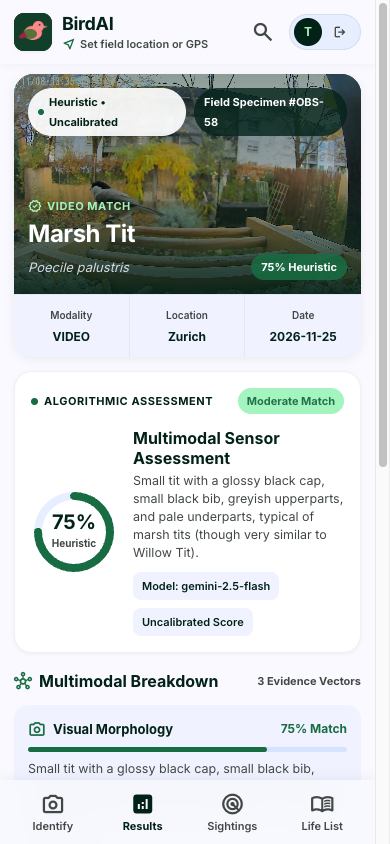 BirdAI
Set field location or GPS
T
Heuristic •
Uncalibrated
Field Specimen #OBS-
58
VIDEO MATCH
Marsh Tit
Poecile palustris
75% Heuristic
Modality
VIDEO
Location
Zurich
Date
2026-11-25
ALGORITHMIC ASSESSMENT
Moderate Match
Multimodal Sensor
Assessment
75%
Heuristic
Small tit with a glossy black cap,
small black bib, greyish upperparts,
and pale underparts, typical of
marsh tits (though very similar to
Willow Tit).
Model: gemini-2.5-flash
Uncalibrated Score
Multimodal Breakdown
3 Evidence Vectors
Visual Morphology
75% Match
Small tit with a glossy black cap, small black bib,
Identify
Results
Sightings
Life List